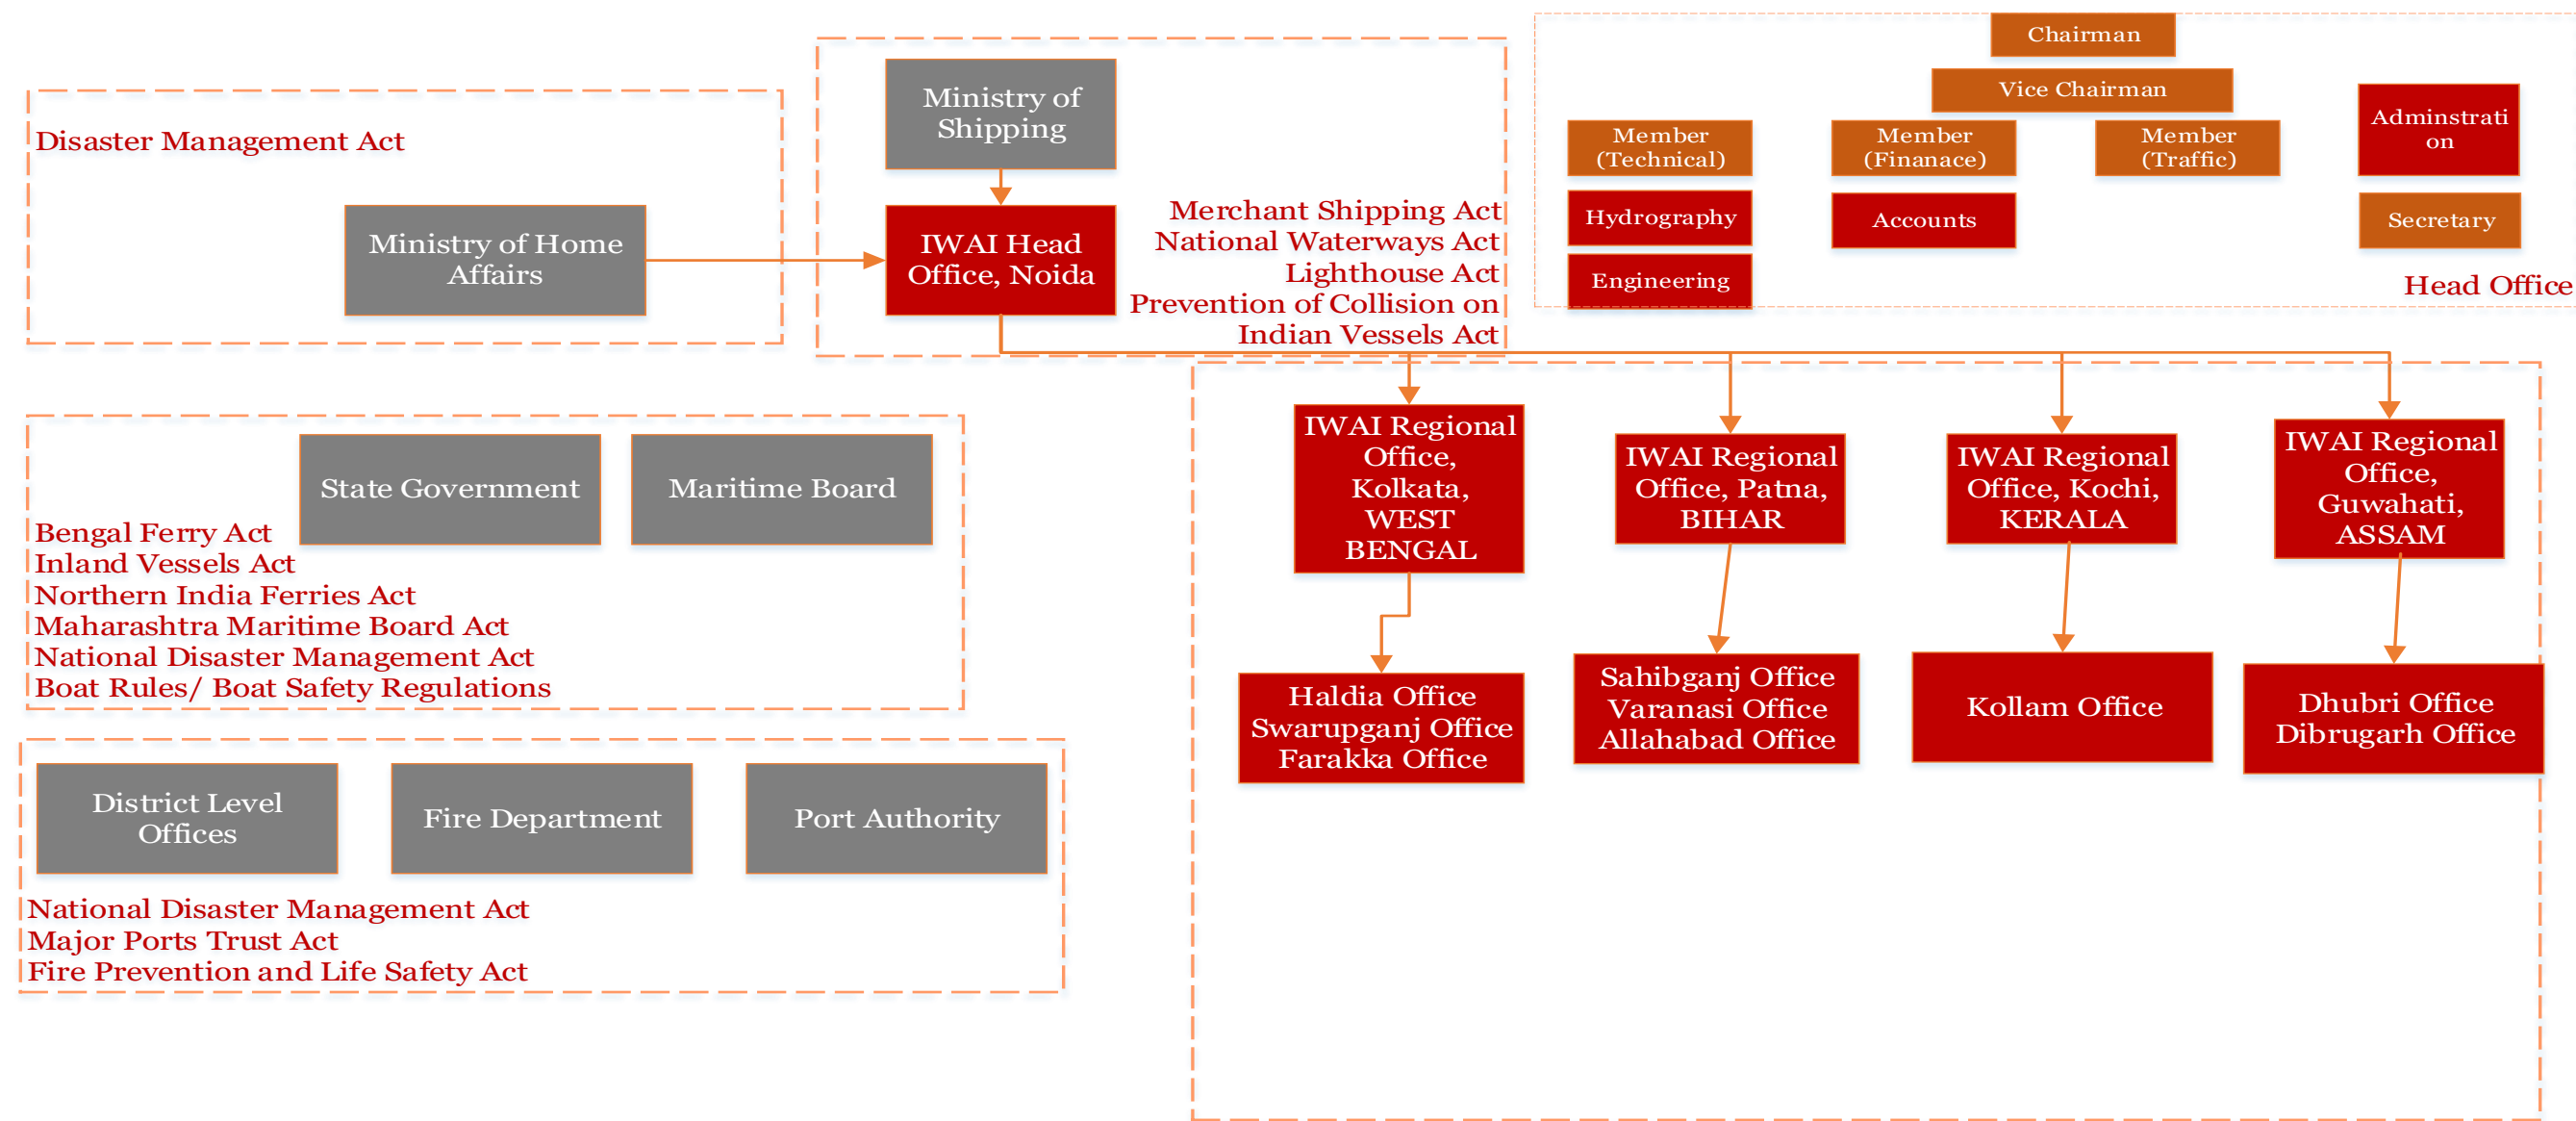 Disaster Management Act
Ministry of Home
Affairs
Ministry of
Shipping
IWAI Head
Office, Noida
Merchant Shipping Act
National Waterways Act
Lighthouse Act
Prevention of Collision on
Indian Vessels Act
Chairman
Vice Chairman
Member
(Technical)
Member
(Finanace)
Member
(Traffic)
Adminstrati
on
Hydrography
Accounts
Secretary
Engineering
Head Office
State Government
Maritime Board
Bengal Ferry Act
Inland Vessels Act
Northern India Ferries Act
Maharashtra Maritime Board Act
National Disaster Management Act
Boat Rules/ Boat Safety Regulations
IWAI Regional
Office,
Kolkata,
WEST
BENGAL
IWAI Regional
Office, Patna,
BIHAR
IWAI Regional
Office, Kochi,
KERALA
IWAI Regional
Office,
Guwahati,
ASSAM
Haldia Office
Swarupganj Office
Farakka Office
Sahibganj Office
Varanasi Office
Allahabad Office
Kollam Office
Dhubri Office
Dibrugarh Office
District Level
Offices
Fire Department
Port Authority
National Disaster Management Act
Major Ports Trust Act
Fire Prevention and Life Safety Act